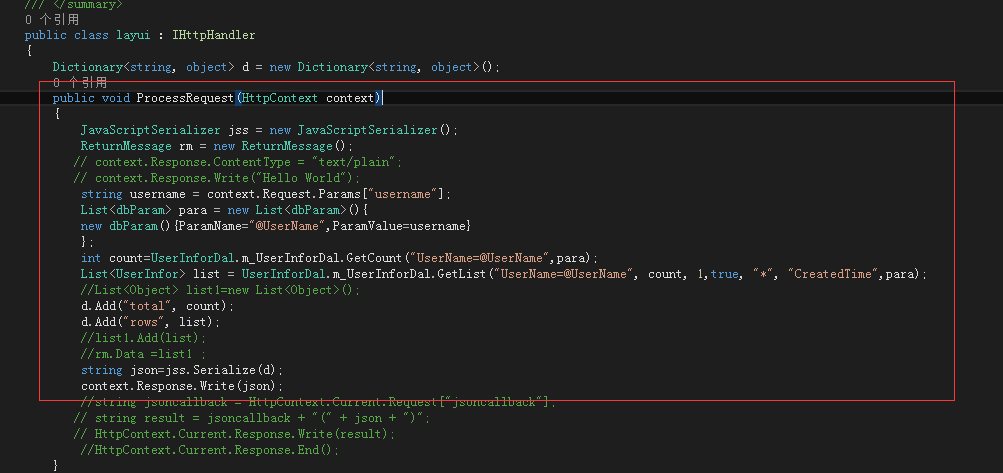 /// </summary>
0 个引用
public class layui : IHttpHandler
{
Dictionary<string, object> d = new Dictionary<string, object>();
0 个引用
public void ProcessRequest(HttpContext context)
{
JavaScriptSerializer jss = new JavaScriptSerializer();
ReturnMessage rm = new ReturnMessage();
// context.Response.ContentType = "text/plain";
// context.Response.Write("Hello World");
string username = context.Request.Params["username"];
List<dbParam> para = new List<dbParam>(){
new dbParam(){ParamName="@UserName",ParamValue=username}
};
int count=UserInforDal.m_UserInforDal.GetCount("UserName=@UserName",para);
List<UserInfor> list = UserInforDal.m_UserInforDal.GetList("UserName=@UserName", count, 1,true, "*", "CreatedTime",para);
//List<Object> list1=new List<Object>();
d.Add("total", count);
d.Add("rows", list);
//list1.Add(list);
//rm.Data =list1 ;
string json=jss.Serialize(d);
context.Response.Write(json);
//string jsoncallback = HttpContext.Current.Request["jsoncallback"];
// string result = jsoncallback + "(" + json + ")";
// HttpContext.Current.Response.Write(result);
//HttpContext.Current.Response.End();
}